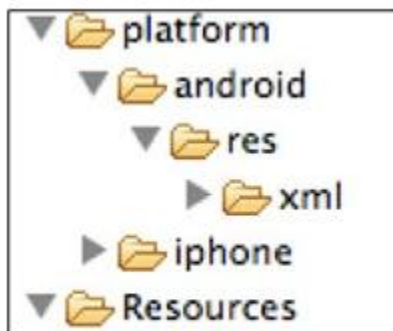 platform
android
res
xml
iphone
Resources